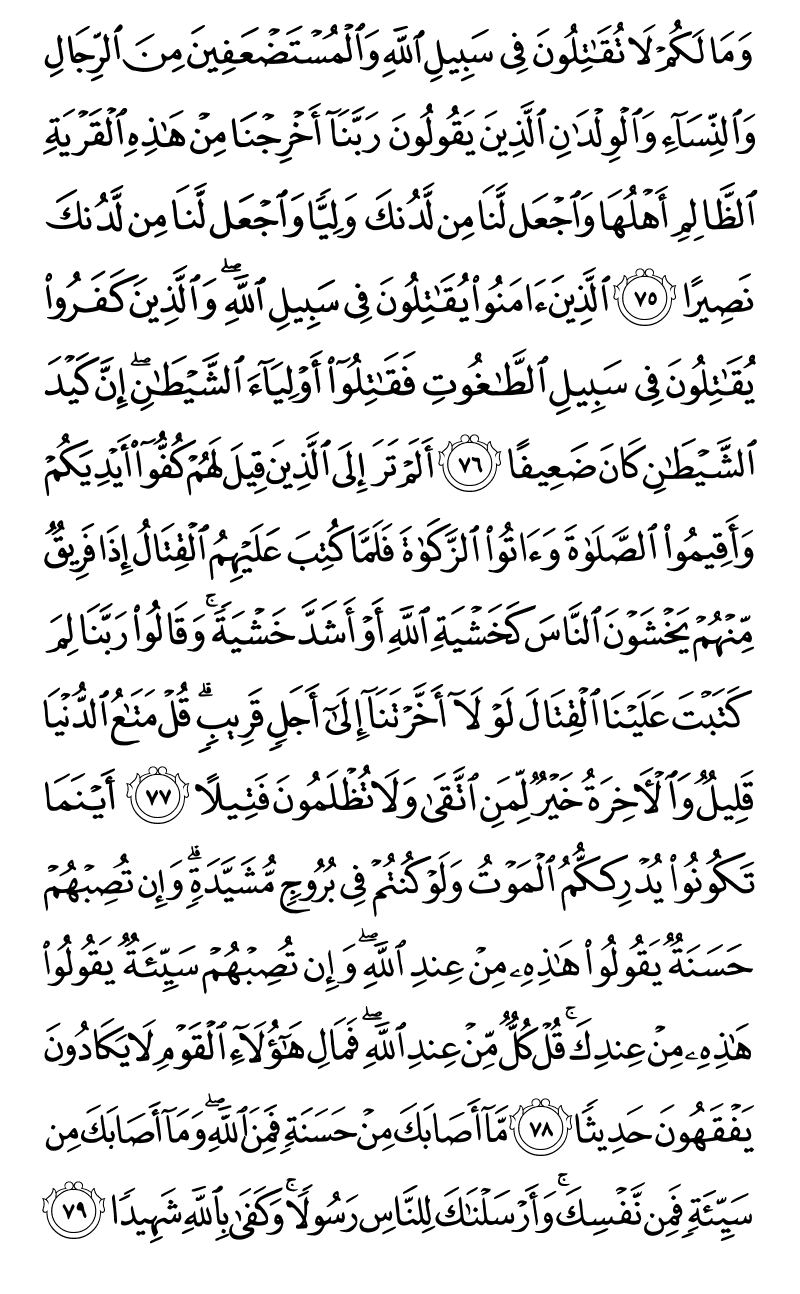 وَمَا لَكُمْ لَا تُقَٰتِلُونَ فِى سَبِيلِ ٱللَّهِ وَٱلْمُسْتَضْعَفِينَ مِنَ ٱلرِّجَالِ
وَٱلنِّسَآءِ وَٱلْوِلْدَٰنِ ٱلَّذِينَ يَقُولُونَ رَبَّنَآ أَخْرِجْنَا مِنْ هَٰذِهِ ٱلْقَرْيَةِ
ٱلظَّالِمِ أَهْلُهَا وَٱجْعَل لَّنَا مِن لَّدُنكَ وَلِيًّا وَٱجْعَل لَّنَا مِن لَّدُنكَ
نَصِيرًا ٧٥ ٱلَّذِينَ ءَامَنُوا۟ يُقَٰتِلُونَ فِى سَبِيلِ ٱللَّهِ ۖ وَٱلَّذِينَ كَفَرُوا۟
يُقَٰتِلُونَ فِى سَبِيلِ ٱلطَّٰغُوتِ فَقَٰتِلُوٓا۟ أَوْلِيَآءَ ٱلشَّيْطَٰنِ ۖ إِنَّ كَيْدَ
ٱلشَّيْطَٰنِ كَانَ ضَعِيفًا ٧٦ أَلَمْ تَرَ إِلَى ٱلَّذِينَ قِيلَ لَهُمْ كُفُّوٓا۟ أَيْدِيَكُمْ
وَأَقِيمُوا۟ ٱلصَّلَوٰةَ وَءَاتُوا۟ ٱلزَّكَوٰةَ فَلَمَّا كُتِبَ عَلَيْهِمُ ٱلْقِتَالُ إِذَا فَرِيقٌ
مِّنْهُمْ يَخْشَوْنَ ٱلنَّاسَ كَخَشْيَةِ ٱللَّهِ أَوْ أَشَدَّ خَشْيَةً ۚ وَقَالُوا۟ رَبَّنَا لِمَ
كَتَبْتَ عَلَيْنَا ٱلْقِتَالَ لَوْلَآ أَخَّرْتَنَآ إِلَىٰٓ أَجَلٍ قَرِيبٍ ۗ قُلْ مَتَٰعُ ٱلدُّنْيَا
قَلِيلٌ وَٱلْـَٔاخِرَةُ خَيْرٌ لِّمَنِ ٱتَّقَىٰ وَلَا تُظْلَمُونَ فَتِيلًا ٧٧ أَيْنَمَا
تَكُونُوا۟ يُدْرِككُّمُ ٱلْمَوْتُ وَلَوْ كُنتُمْ فِى بُرُوجٍ مُّشَيَّدَةٍ ۗ وَإِن تُصِبْهُمْ
حَسَنَةٌ يَقُولُوا۟ هَٰذِهِۦ مِنْ عِندِ ٱللَّهِ ۖ وَإِن تُصِبْهُمْ سَيِّئَةٌ يَقُولُوا۟
هَٰذِهِۦ مِنْ عِندِكَ ۚ قُلْ كُلٌّ مِّنْ عِندِ ٱللَّهِ ۖ فَمَالِ هَٰٓؤُلَآءِ ٱلْقَوْمِ لَا يَكَادُونَ
يَفْقَهُونَ حَدِيثًا ٧٨ مَّآ أَصَابَكَ مِنْ حَسَنَةٍ فَمِنَ ٱللَّهِ ۖ وَمَآ أَصَابَكَ مِن
سَيِّئَةٍ فَمِن نَّفْسِكَ ۚ وَأَرْسَلْنَٰكَ لِلنَّاسِ رَسُولًا ۚ وَكَفَىٰ بِٱللَّهِ شَهِيدًا ٧٩